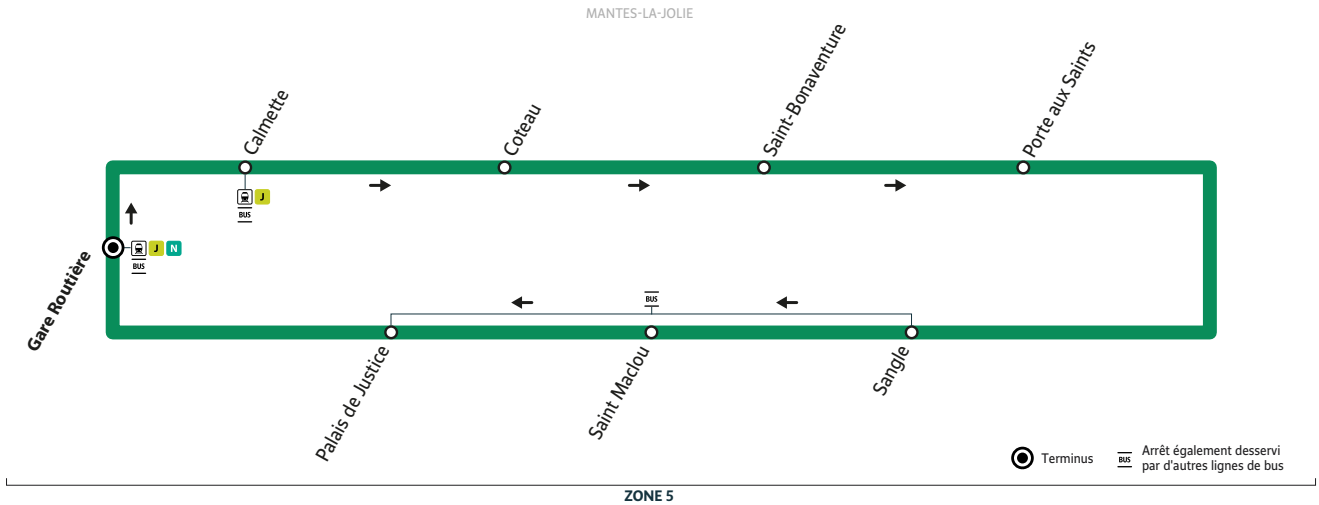 MANTES-LA-JOLIE
Calmette
Coteau
Saint-Bonaventure
Porte aux Saints
J
BUS
Gare Routière
J N
BUS
BUS
Palais de Justice
Saint Maclou
Sangle
Terminus
BUS
Arrêt également desservi
par d'autres lignes de bus
ZONE 5